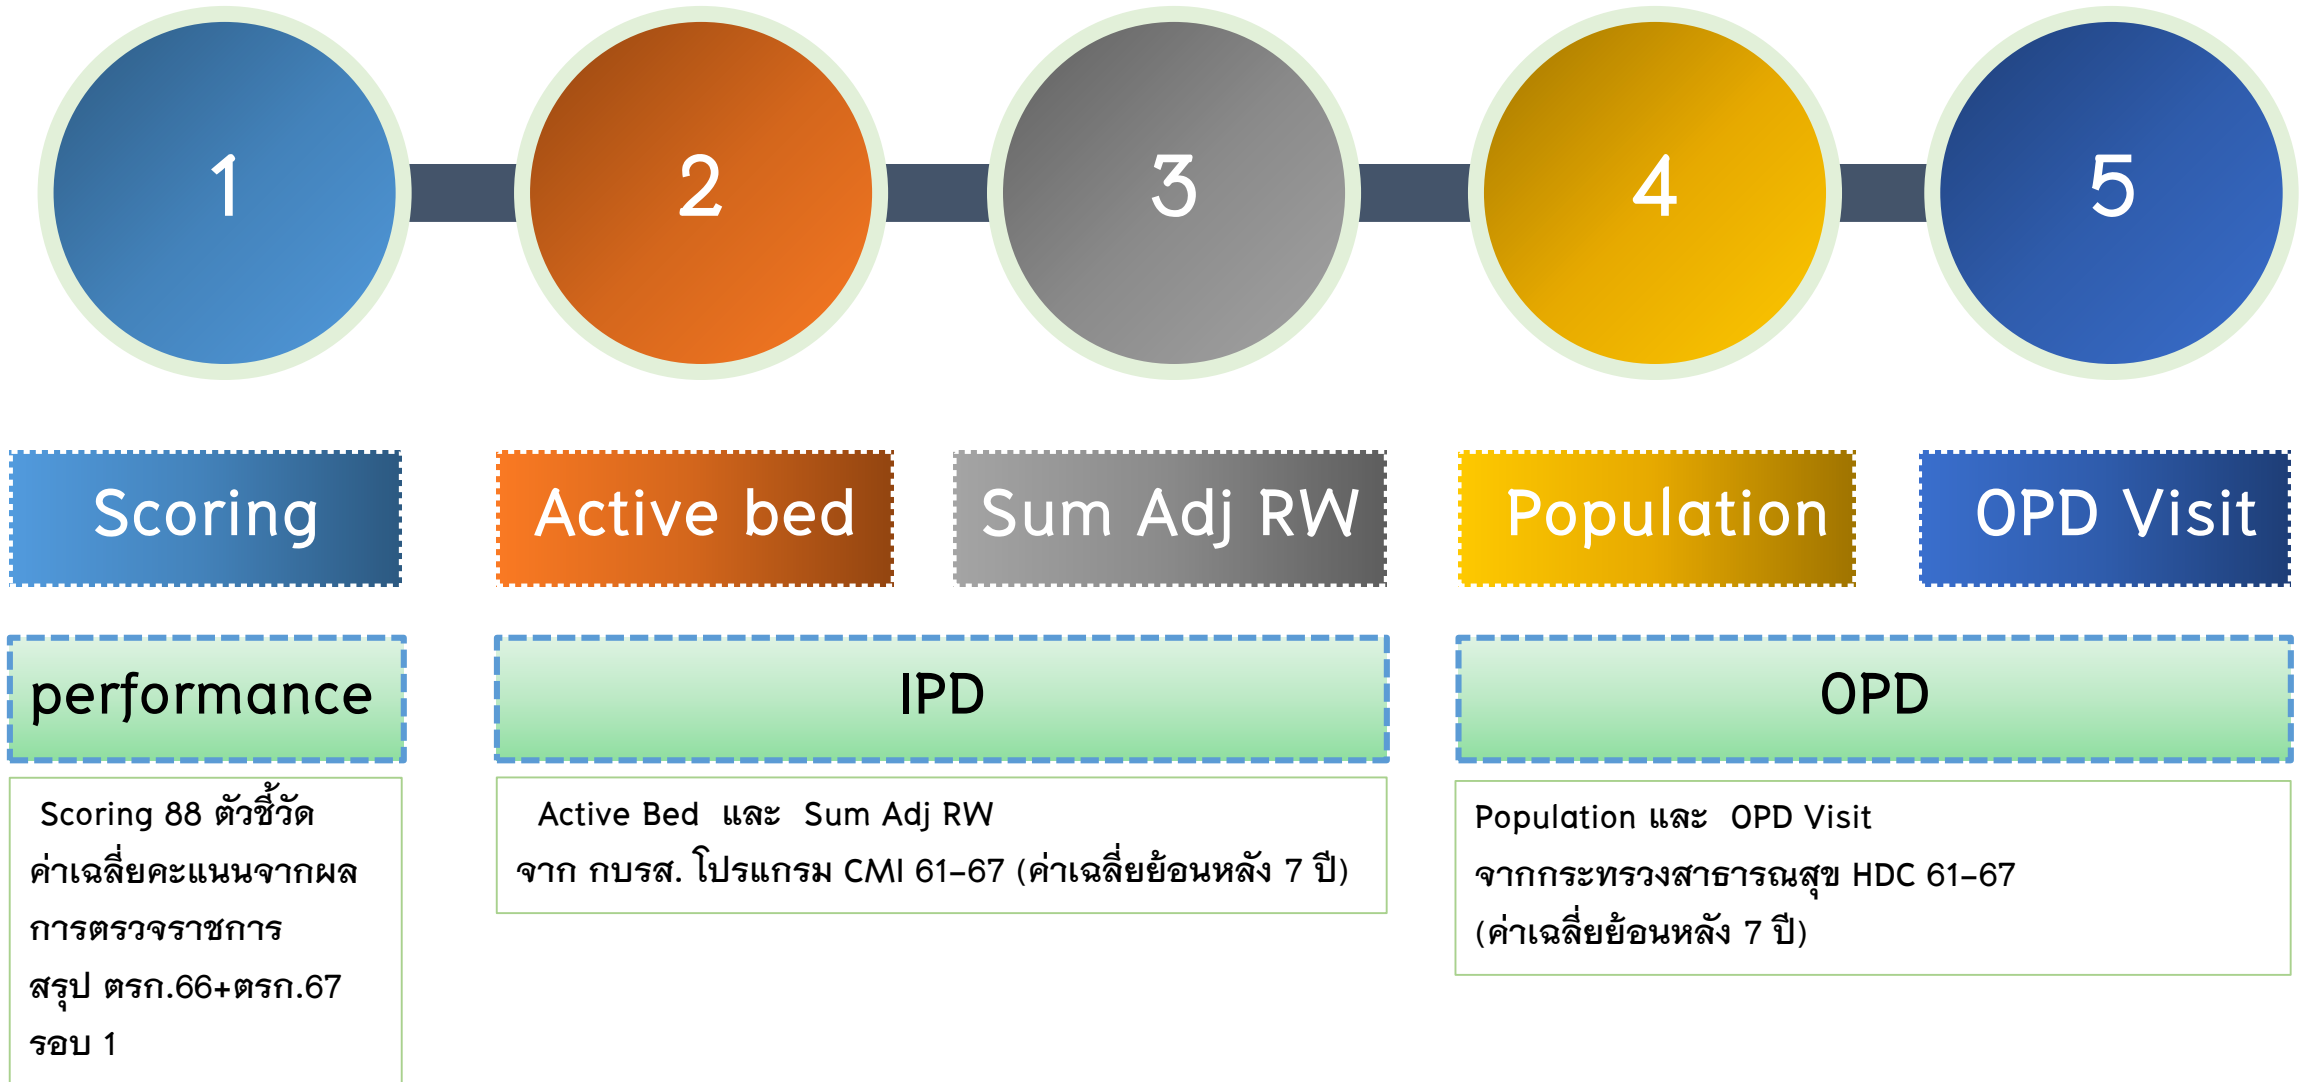 1
2
3
4
5
Scoring
Active bed
Sum Adj RW
Population
OPD Visit
performance
IPD
OPD
Scoring 88 ตัวชี้วัด
ค่าเฉลี่ยคะแนนจากผล
การตรวจราชการ
สรุป ตรก.66+ตรก.67
รอบ 1
Active Bed และ Sum Adj RW
จาก กบรส. โปรแกรม CMI 61-67 (ค่าเฉลี่ยย้อนหลัง 7 ปี)
Population และ OPD Visit
จากกระทรวงสาธารณสุข HDC 61-67
(ค่าเฉลี่ยย้อนหลัง 7 ปี)